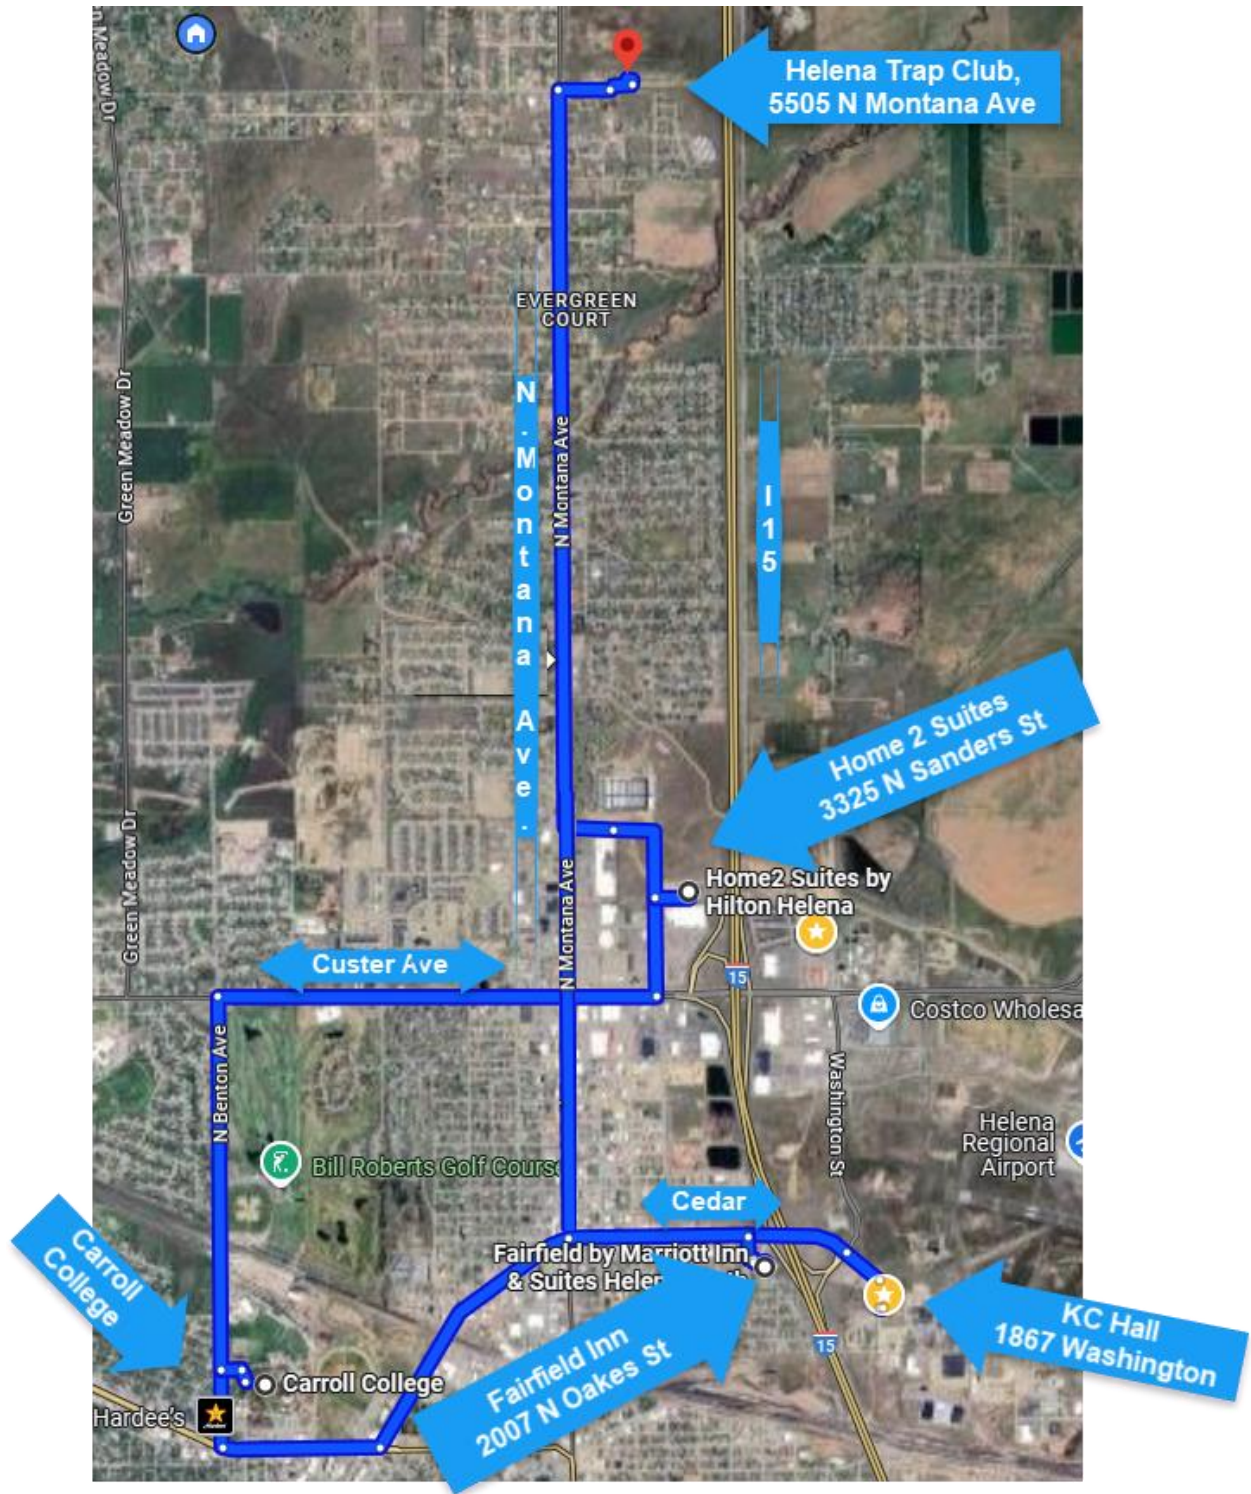 n Meadow Dr
Helena Trap Club,
5505 N Montana Ave
EVERGREEN
COURT
Green Meadow Dr
N. Montana Ave.
N Montana Ave
I15
Home 2 Suites
3325 N Sanders St
Home2 Suites by
Hilton Helena
Green Meadow Dr
N Montana Ave
Custer Ave
15
Costco Wholesa
N Benton Ave
Washington St
Helena
Regional
Airport
Bill Roberts Golf Course
Cedar
Carroll
College
Fairfield by Marriott Inn
& Suites Helen
KC Hall
1867 Washington
15
Fairfield Inn
2007 N Oakes St
Carroll College
Hardee's